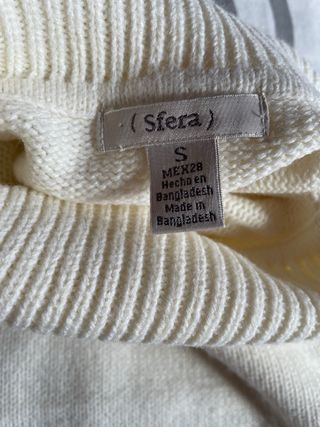 ( Sfera )
S
MEX28
Hecho en
Bangladesh
Made in
Bangladesh